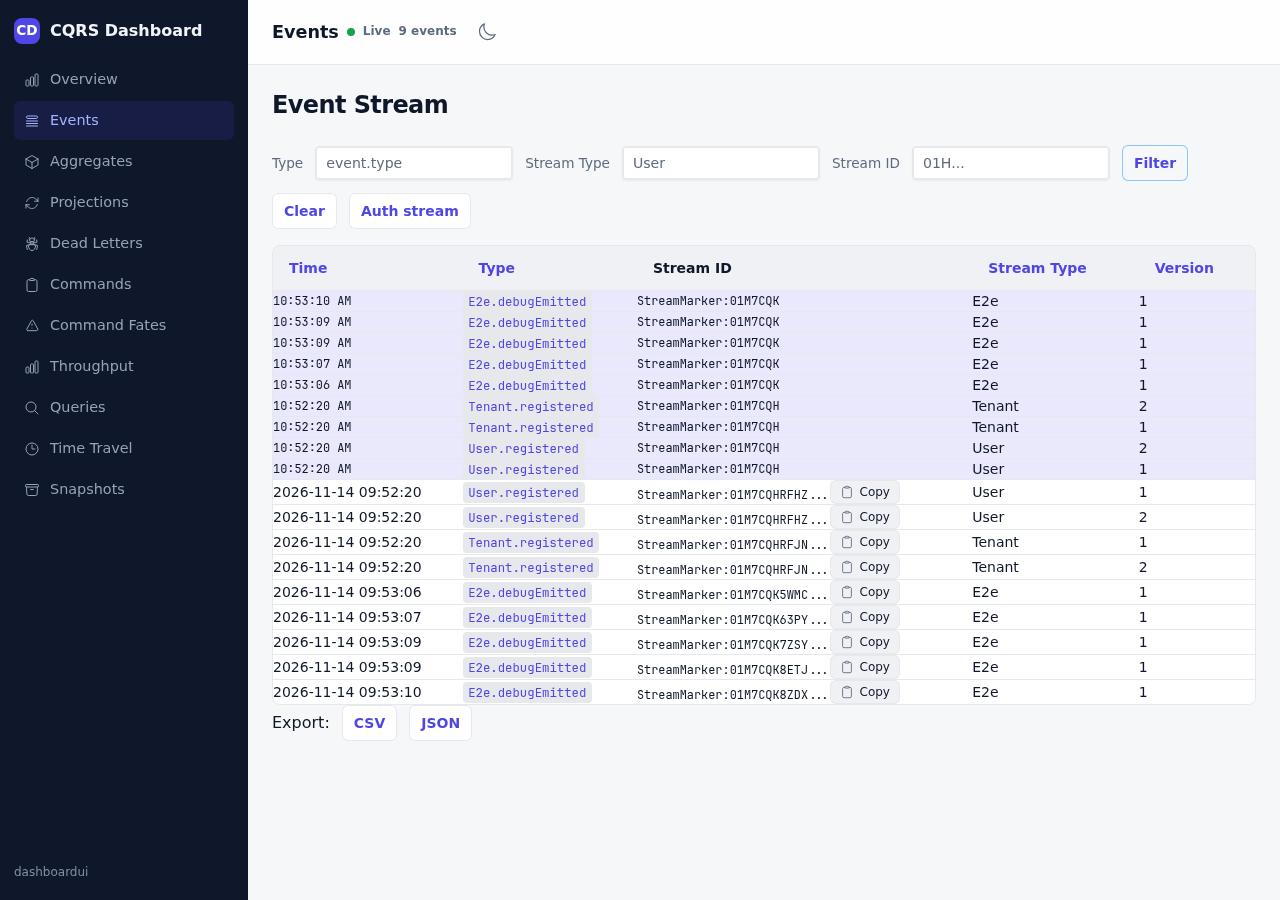 CD CQRS Dashboard
Overview
Events
Aggregates
Projections
Dead Letters
Commands
Command Fates
Throughput
Queries
Time Travel
Snapshots
dashboardui
Events Live 9 events
Event Stream
Type event.type Stream Type User Stream ID 01H... Filter
Clear Auth stream
Time Type Stream ID Stream Type Version
10:53:10 AM E2e.debugEmitted StreamMarker:01M7CQK E2e 1
10:53:09 AM E2e.debugEmitted StreamMarker:01M7CQK E2e 1
10:53:09 AM E2e.debugEmitted StreamMarker:01M7CQK E2e 1
10:53:07 AM E2e.debugEmitted StreamMarker:01M7CQK E2e 1
10:53:06 AM E2e.debugEmitted StreamMarker:01M7CQK E2e 1
10:52:20 AM Tenant.registered StreamMarker:01M7CQH Tenant 2
10:52:20 AM Tenant.registered StreamMarker:01M7CQH Tenant 1
10:52:20 AM User.registered StreamMarker:01M7CQH User 2
10:52:20 AM User.registered StreamMarker:01M7CQH User 1
2026-11-14 09:52:20 User.registered StreamMarker:01M7CQHRFHZ... Copy User 1
2026-11-14 09:52:20 User.registered StreamMarker:01M7CQHRFHZ... Copy User 2
2026-11-14 09:52:20 Tenant.registered StreamMarker:01M7CQHRFJN... Copy Tenant 1
2026-11-14 09:52:20 Tenant.registered StreamMarker:01M7CQHRFJN... Copy Tenant 2
2026-11-14 09:53:06 E2e.debugEmitted StreamMarker:01M7CQK5WMC... Copy E2e 1
2026-11-14 09:53:07 E2e.debugEmitted StreamMarker:01M7CQK63PY... Copy E2e 1
2026-11-14 09:53:09 E2e.debugEmitted StreamMarker:01M7CQK7ZSY... Copy E2e 1
2026-11-14 09:53:09 E2e.debugEmitted StreamMarker:01M7CQK8ETJ... Copy E2e 1
2026-11-14 09:53:10 E2e.debugEmitted StreamMarker:01M7CQK8ZDX... Copy E2e 1
Export: CSV JSON